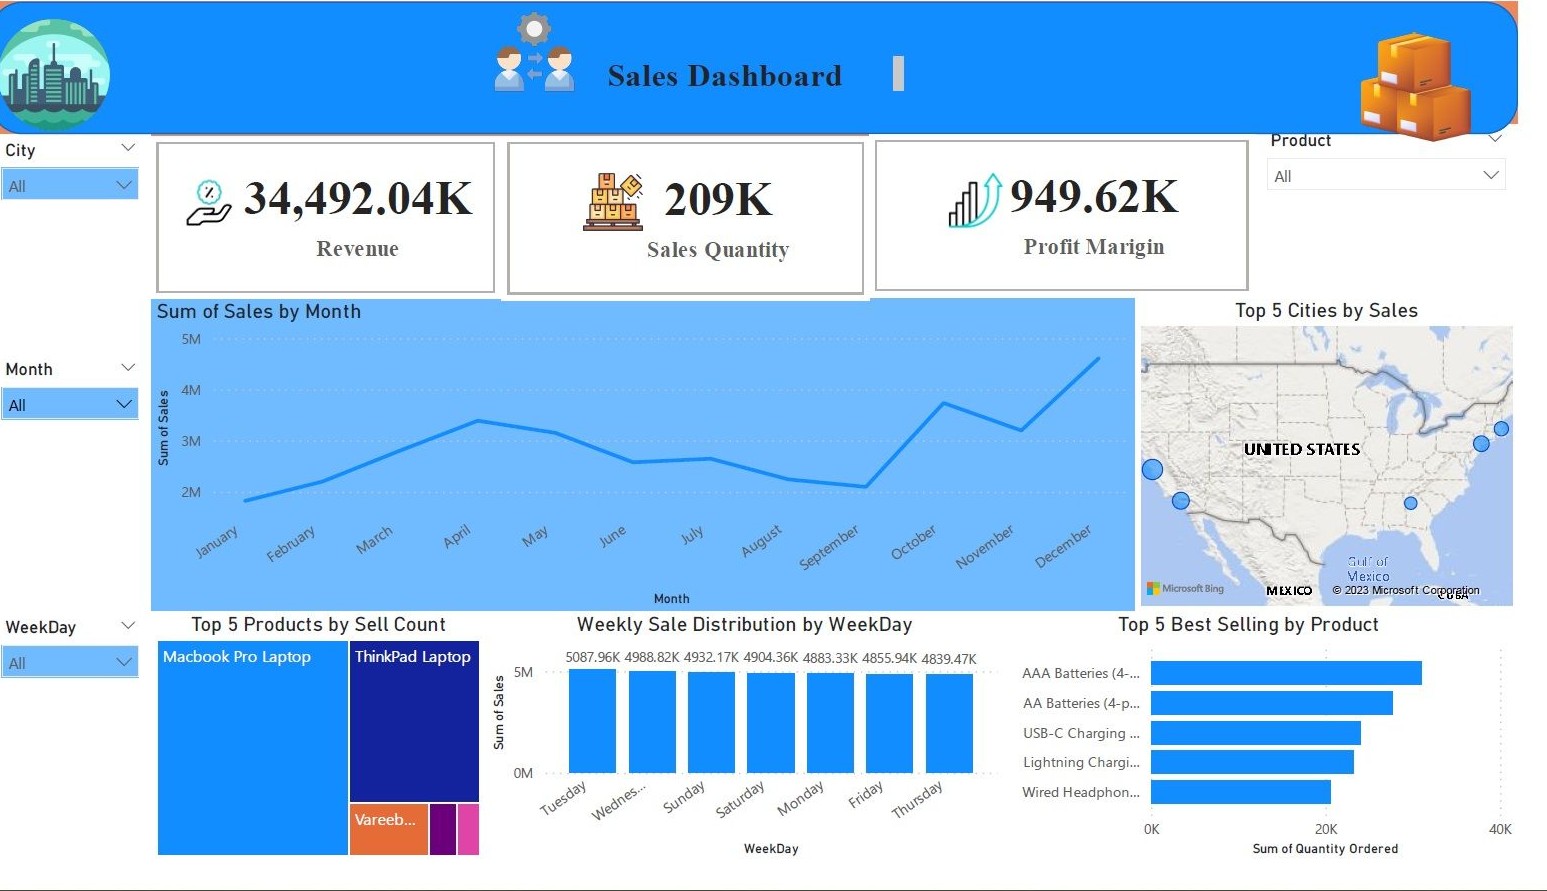 Sales Dashboard
City
All
34,492.04K
Revenue
209K
Sales Quantity
949.62K
Profit Marigin
Product
All
Month
All
Sum of Sales by Month
5M
4M
3M
2M
Sum of Sales
January
February
March
April
May
June
July
August
September
October
November
December
Month
Top 5 Cities by Sales
UNITED STATES
Gulf of
Mexico
MEXICO
CUBA
Microsoft Bing
© 2023 Microsoft Corporation
WeekDay
All
Top 5 Products by Sell Count
Macbook Pro Laptop
ThinkPad Laptop
Vareeb...
Weekly Sale Distribution by WeekDay
5087.96K 4988.82K 4932.17K 4904.36K 4883.33K 4855.94K 4839.47K
5M
0M
Sum of Sales
Tuesday
Wednes...
Sunday
Saturday
Monday
Friday
Thursday
WeekDay
Top 5 Best Selling by Product
AAA Batteries (4-...
AA Batteries (4-p...
USB-C Charging ...
Lightning Chargi...
Wired Headphon...
0K 20K 40K
Sum of Quantity Ordered